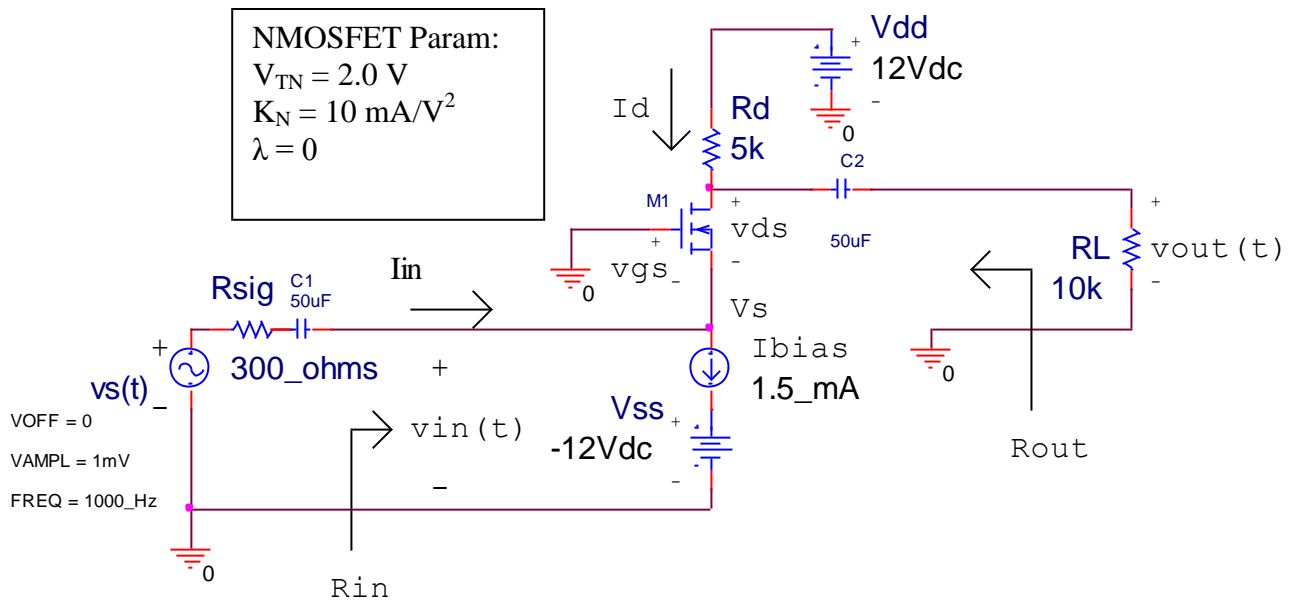 NMOSFET Param:
V_TN = 2.0 V
K_N = 10 mA/V²
λ = 0
Vdd
12Vdc
+
-
0
Id
Rd
5k
C2
50uF
M1
+
vds
-
+
vgs
-
0
RL
10k
+
vout(t)
-
0
Iin
Rsig
C1
50uF
300_ohms
Vs
Ibias
1.5_mA
+
vs(t)
-
VOFF = 0
VAMPL = 1mV
FREQ = 1000_Hz
+
vin(t)
-
Vss
-12Vdc
+
-
Rout
0
Rin